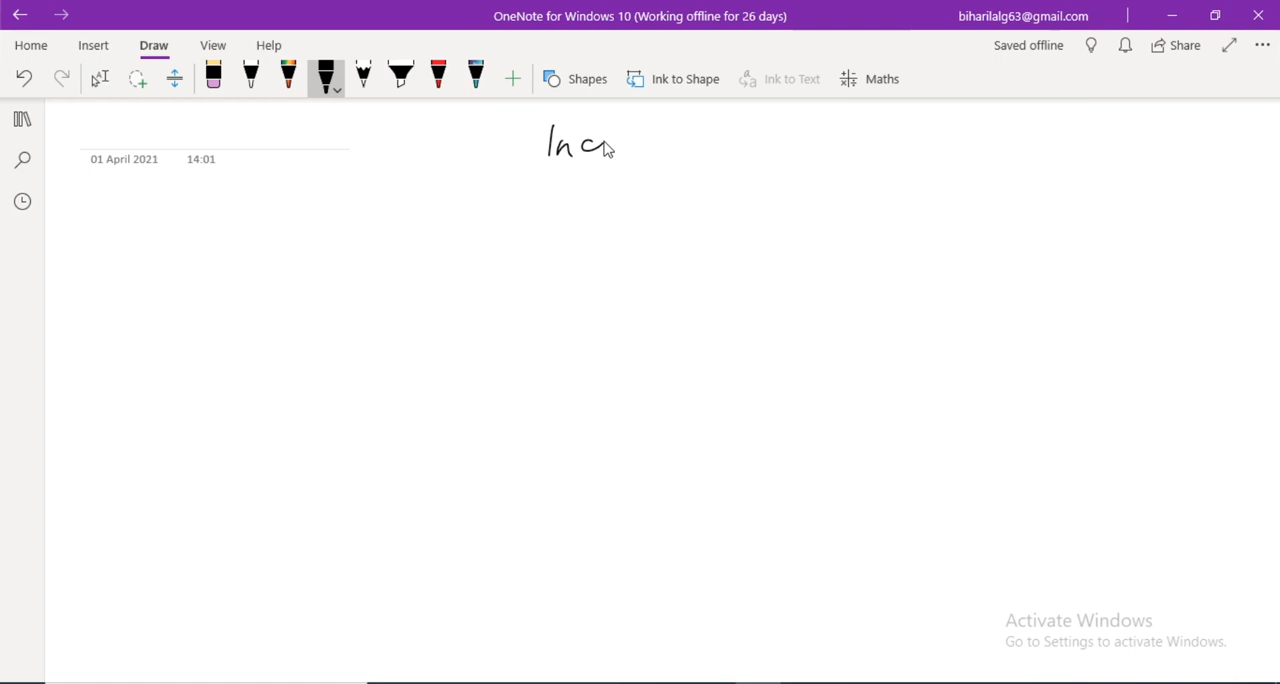 OneNote for Windows 10 (Working offline for 26 days)
biharilalg63@gmail.com
Home Insert Draw View Help
Saved offline Share
Shapes Ink to Shape Ink to Text Maths
Inc
01 April 2021 14:01
Activate Windows
Go to Settings to activate Windows.